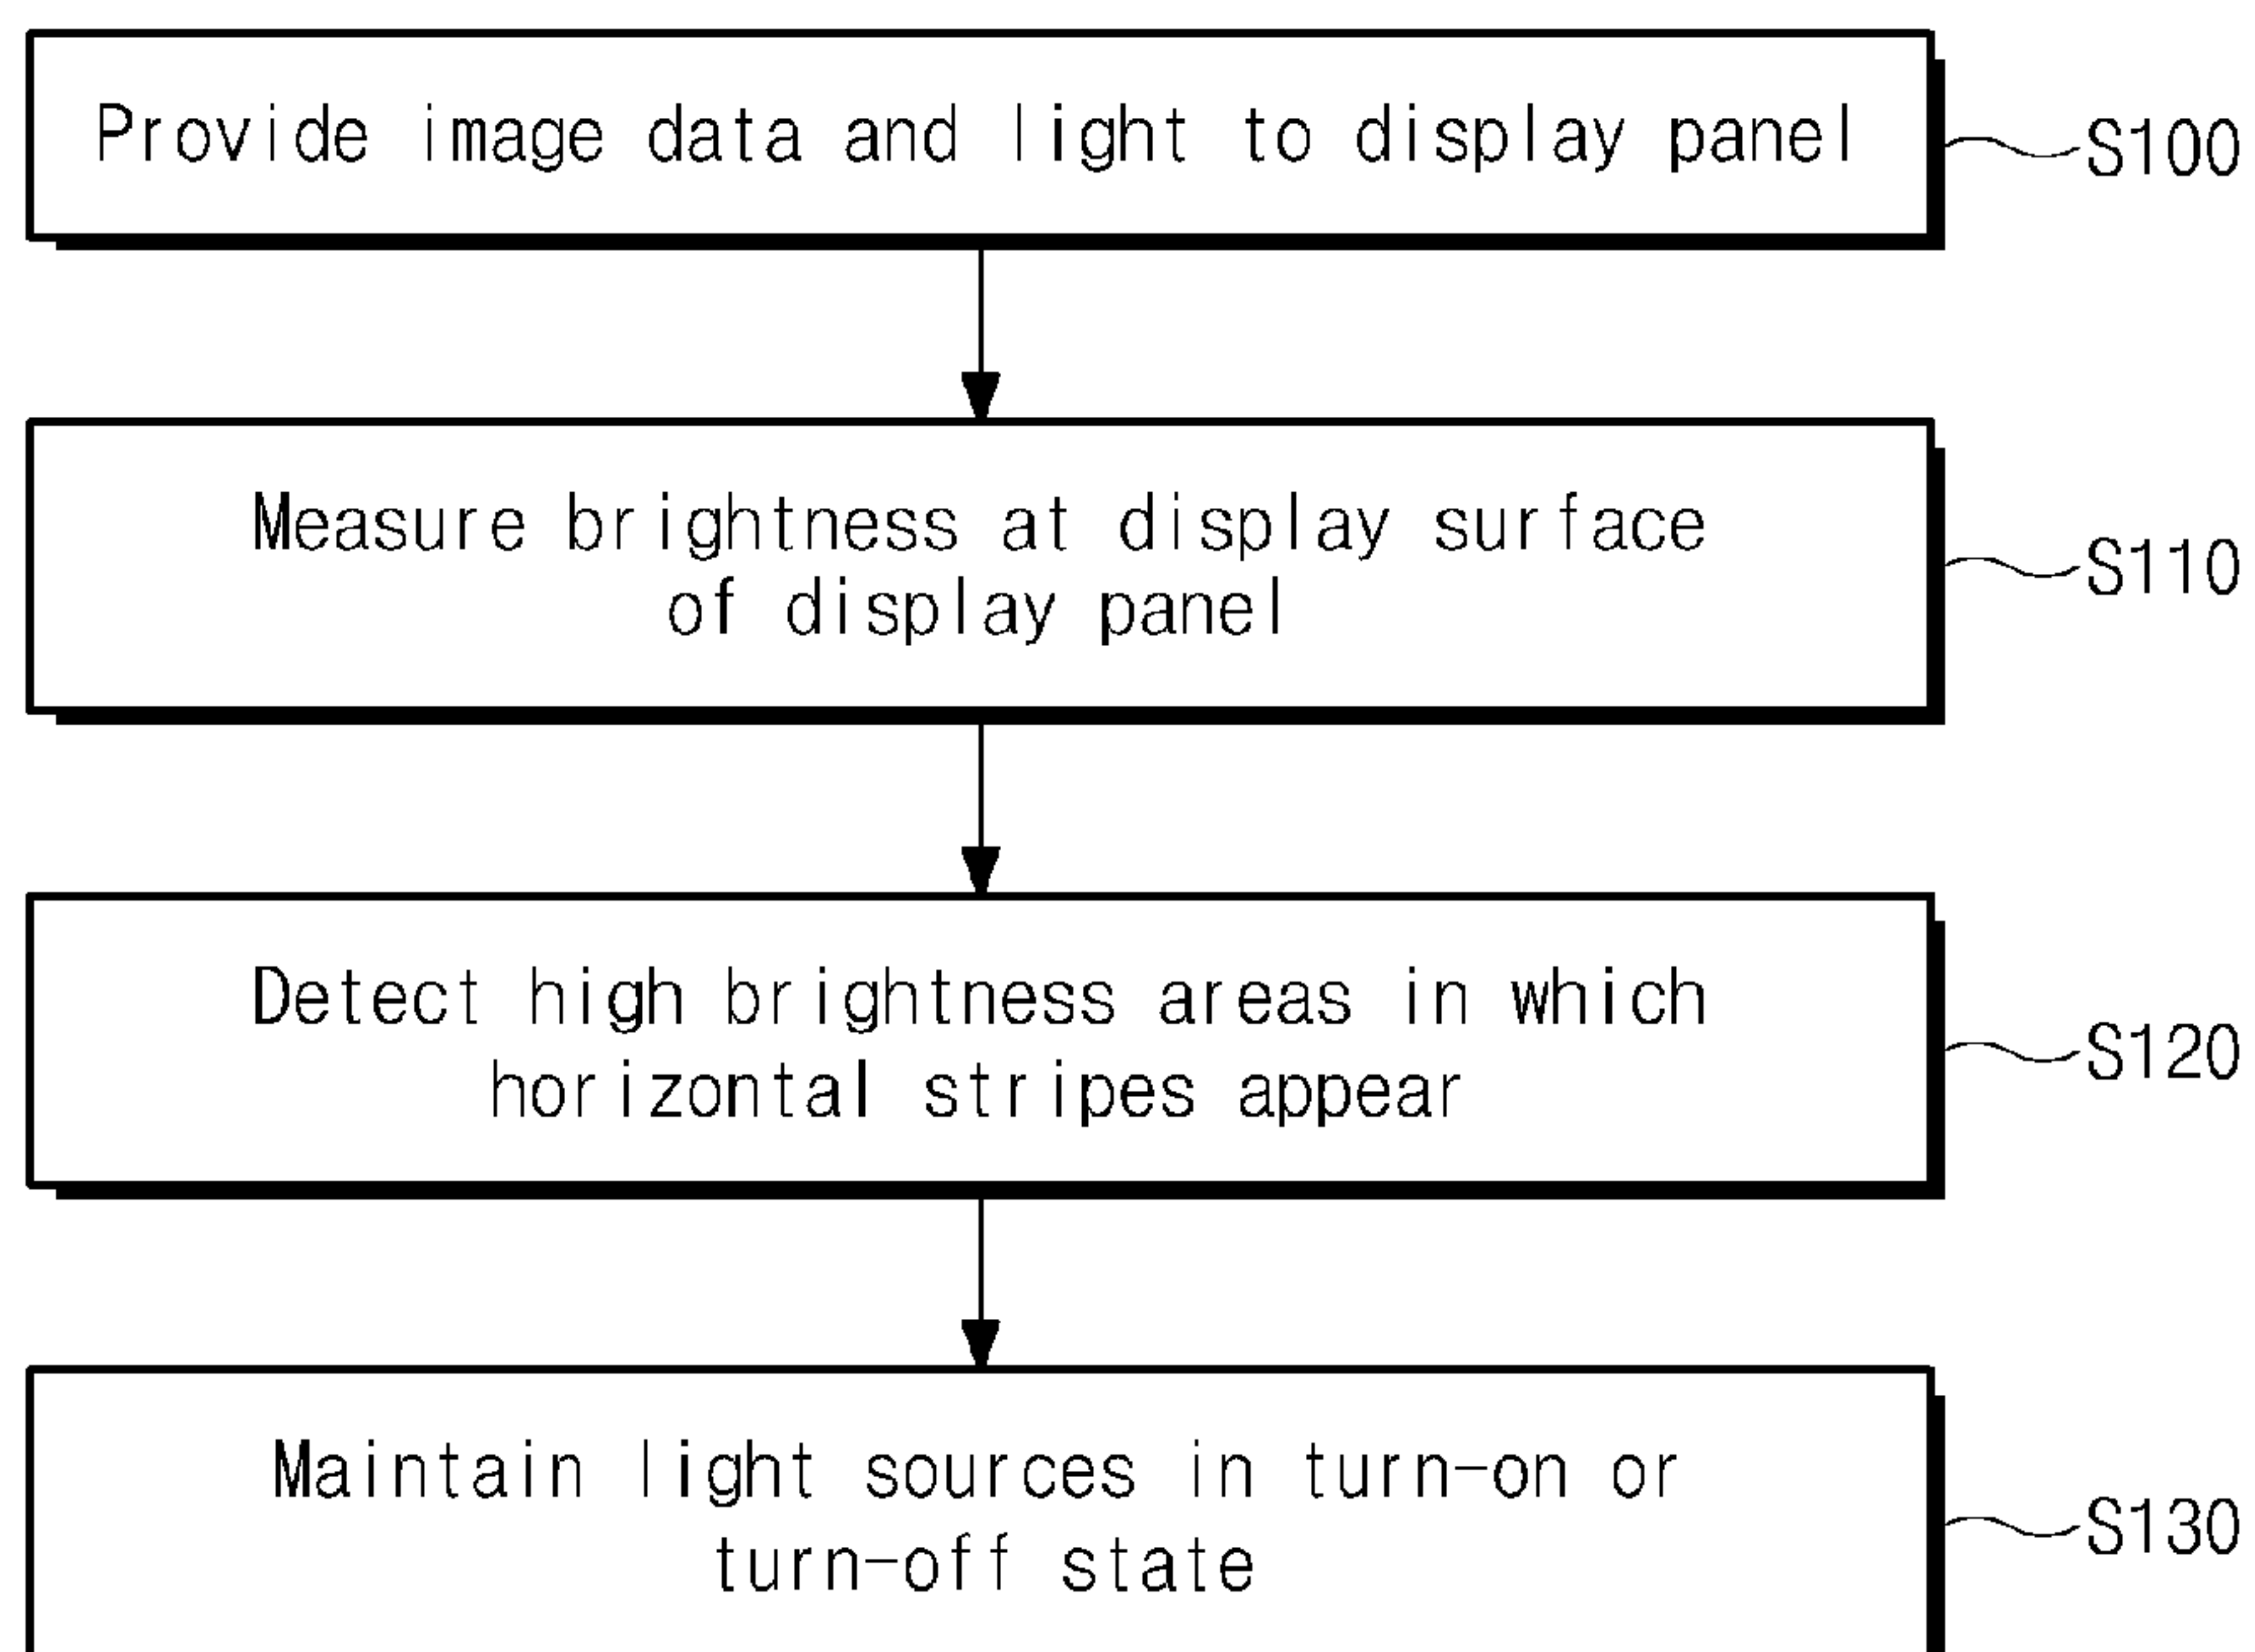 Provide image data and light to display panel
S100
Measure brightness at display surface
of display panel
S110
Detect high brightness areas in which
horizontal stripes appear
S120
Maintain light sources in turn-on or
turn-off state
S130